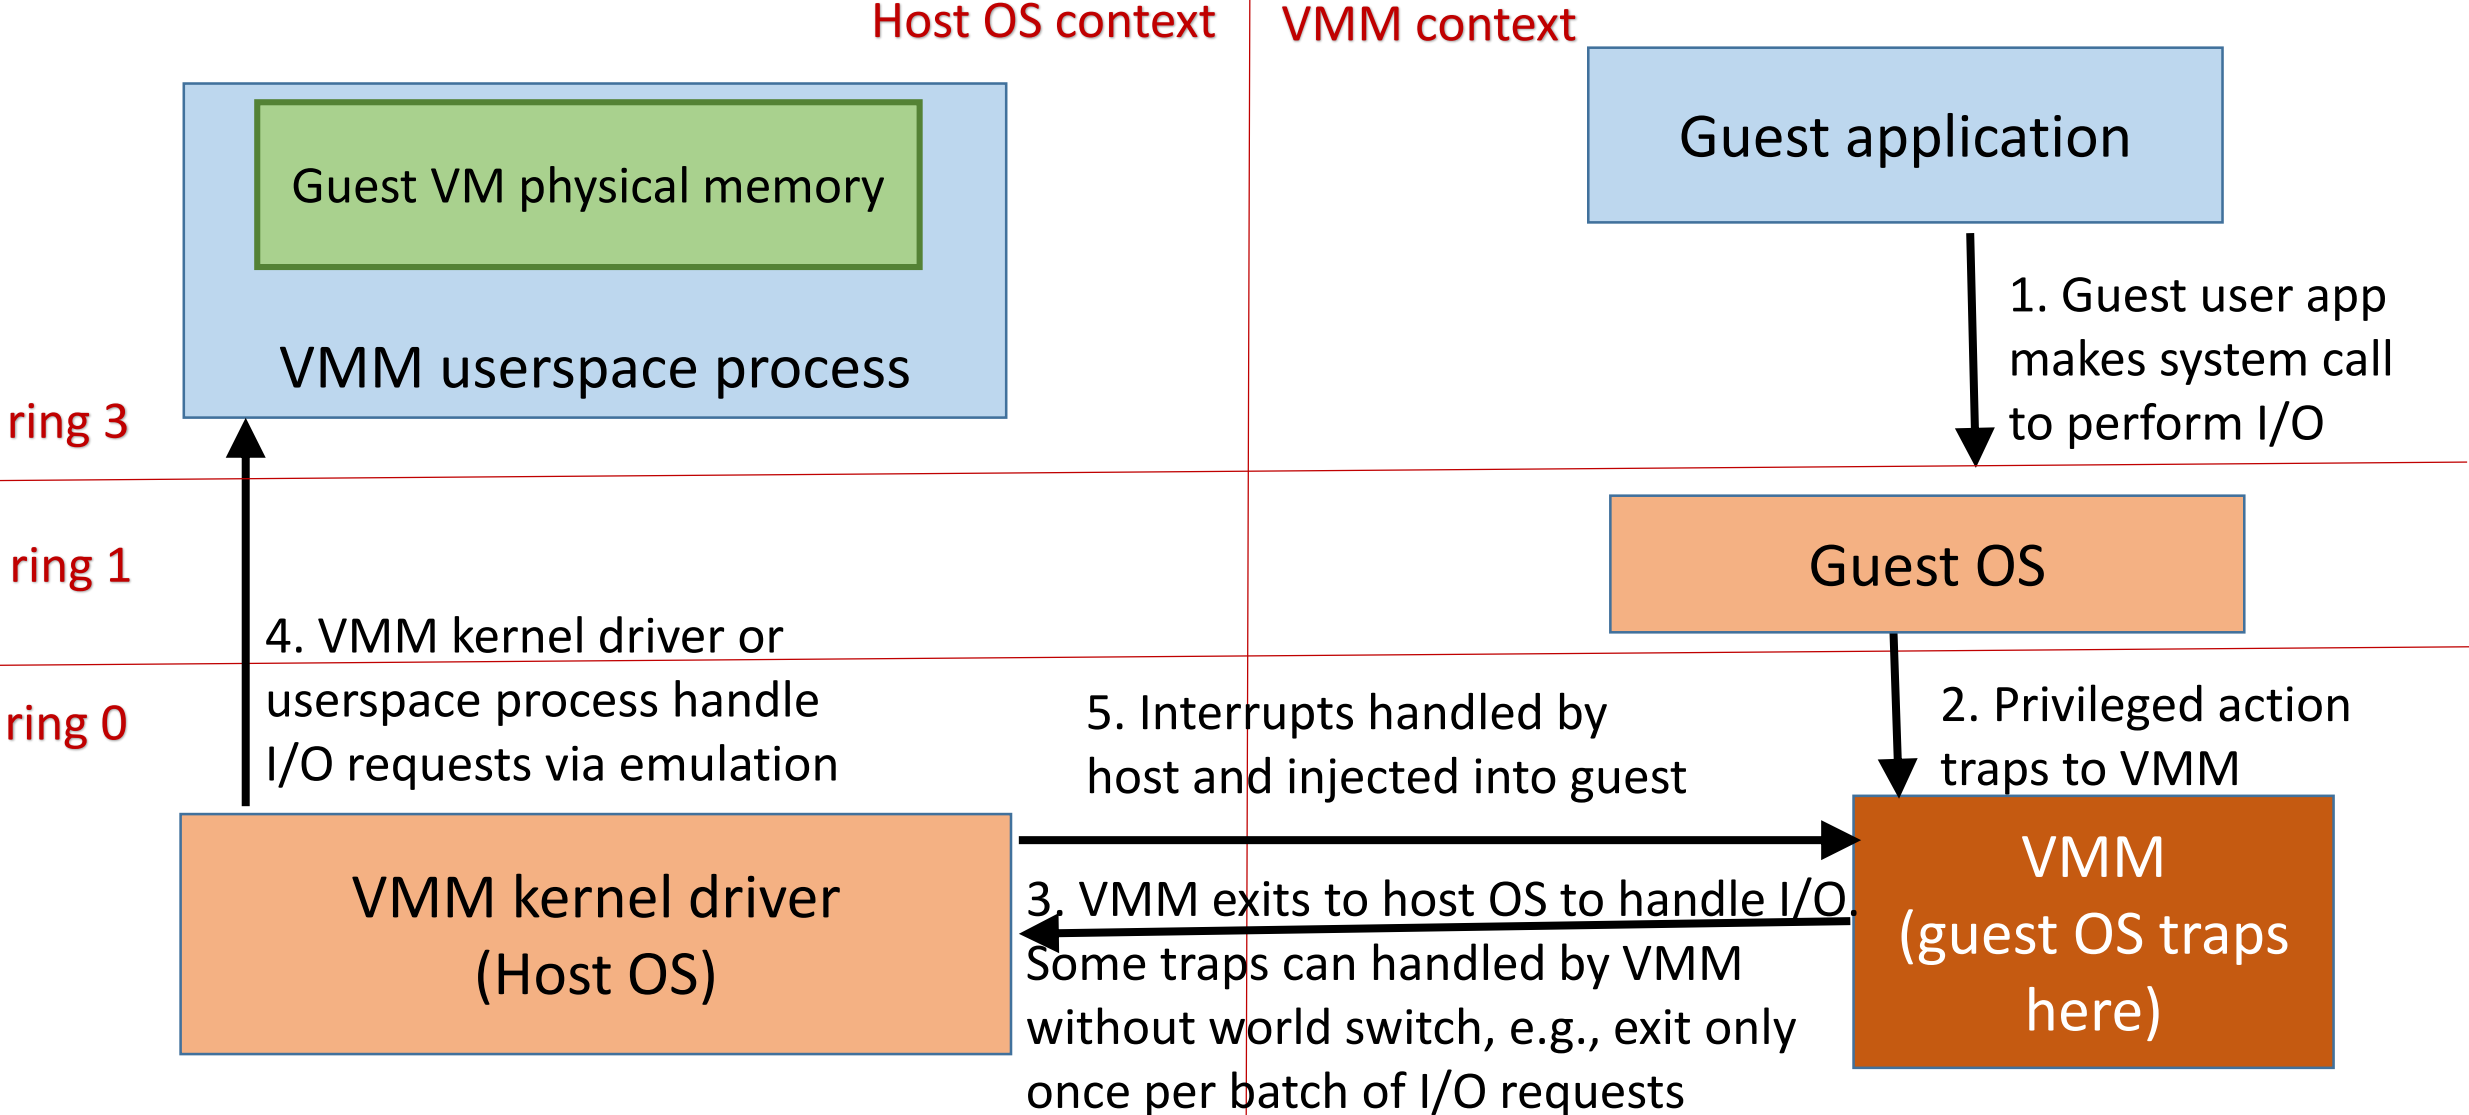 Host OS context
VMM context
Guest VM physical memory
VMM userspace process
Guest application
1. Guest user app
makes system call
to perform I/O
ring 3
ring 1
Guest OS
4. VMM kernel driver or
userspace process handle
I/O requests via emulation
ring 0
5. Interrupts handled by
host and injected into guest
2. Privileged action
traps to VMM
VMM kernel driver
(Host OS)
3. VMM exits to host OS to handle I/O.
Some traps can handled by VMM
without world switch, e.g., exit only
once per batch of I/O requests
VMM
(guest OS traps
here)